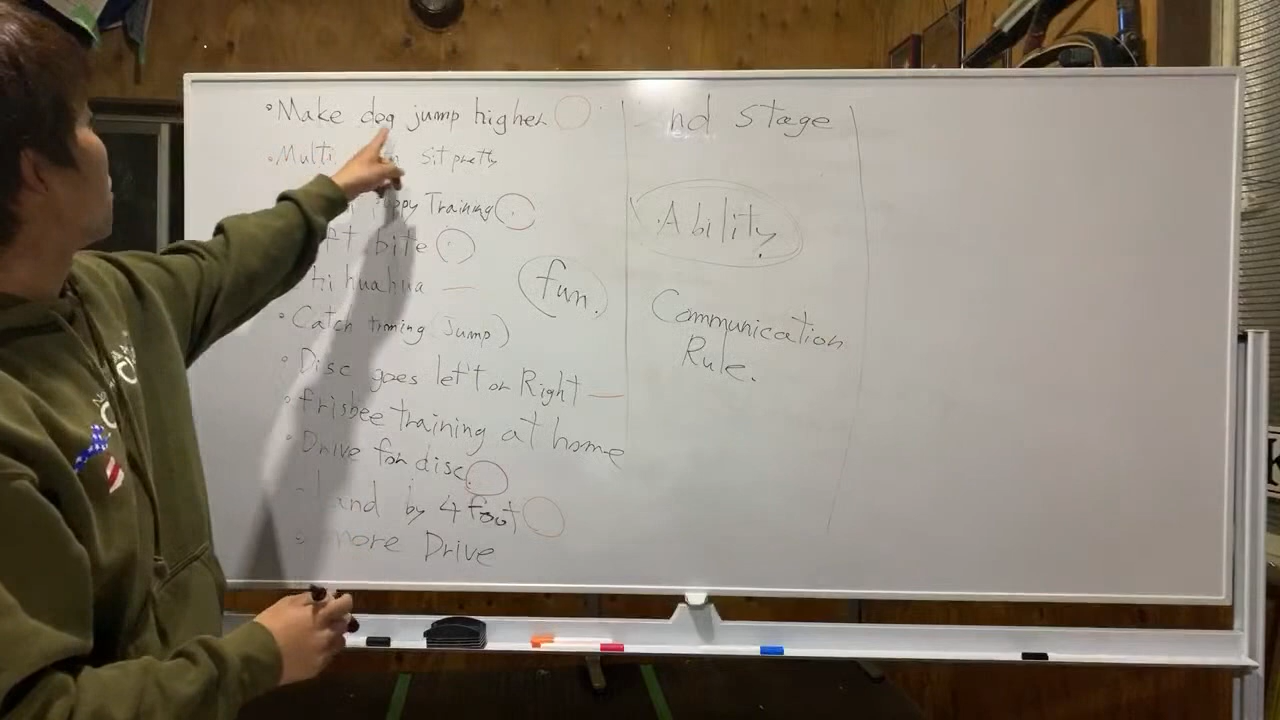 Make dog jump higher
Multi sit pretty
Puppy Training
bite
hihuahua
Catch timing (Jump)
Disc goes left or Right
frisbee training at home
Drive for disc
Land by 4 foot
more Drive
fun.
nd stage
Ability
Communication
Rule.